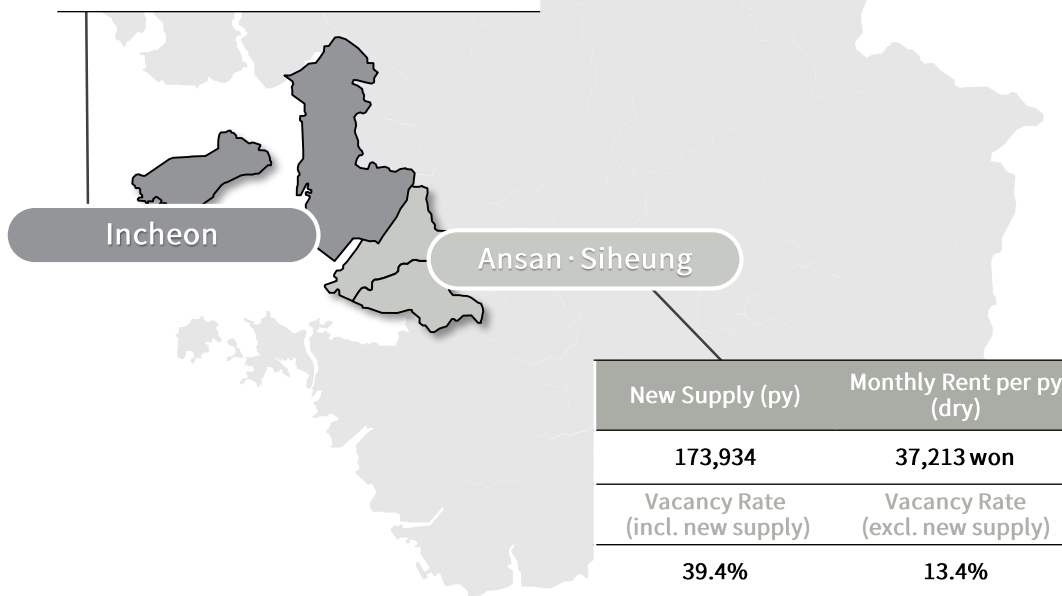 Incheon
Ansan · Siheung
New Supply (py)
Monthly Rent per py
(dry)
173,934
37,213 won
Vacancy Rate
(incl. new supply)
Vacancy Rate
(excl. new supply)
39.4%
13.4%